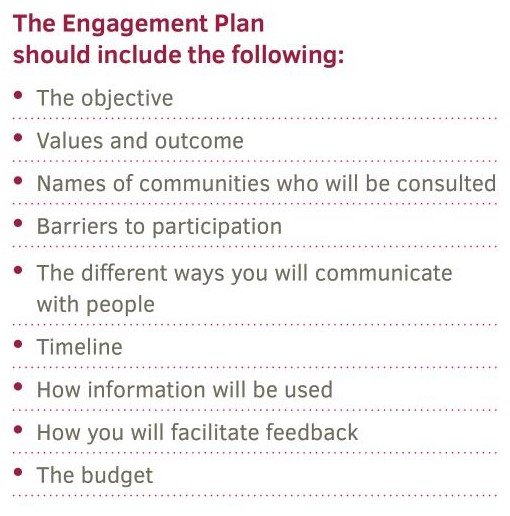 The Engagement Plan
should include the following:
• The objective
• Values and outcome
• Names of communities who will be consulted
• Barriers to participation
• The different ways you will communicate
with people
• Timeline
• How information will be used
• How you will facilitate feedback
• The budget